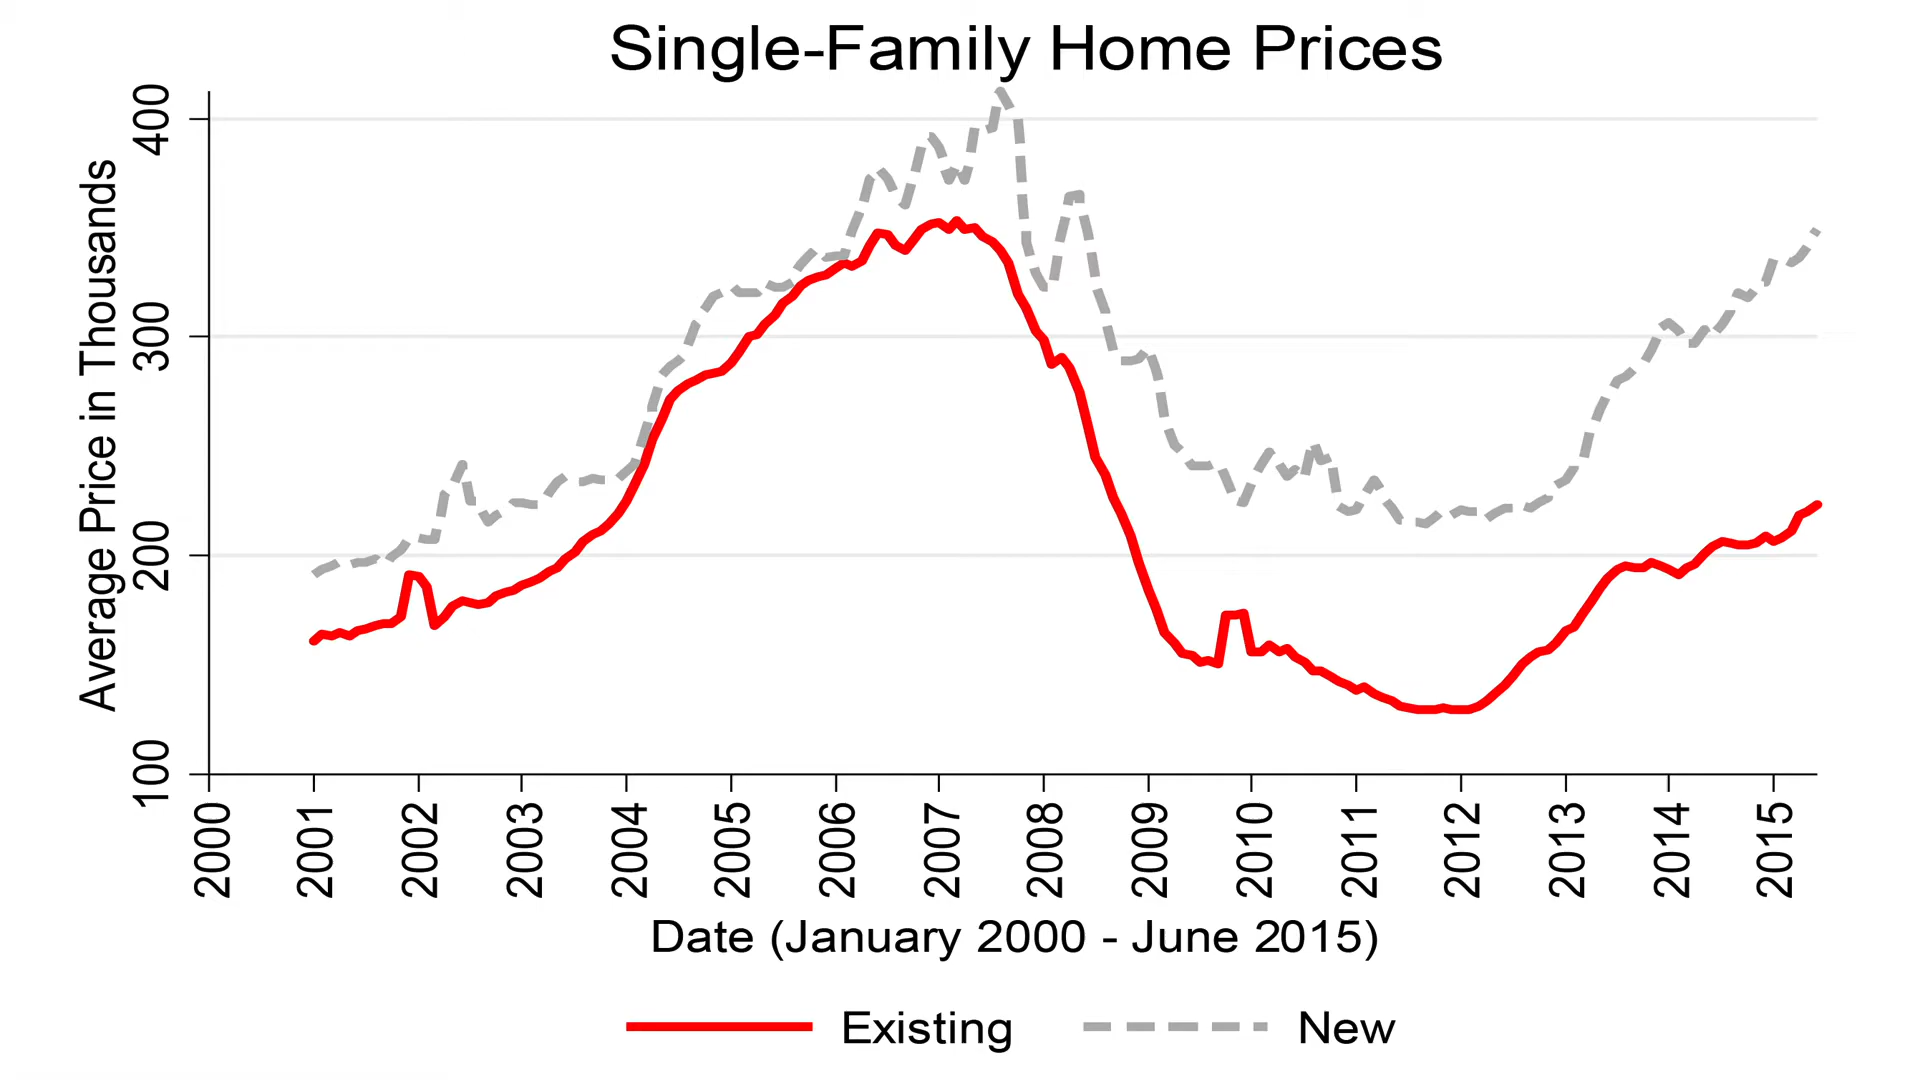 Single-Family Home Prices
Average Price in Thousands
400
300
200
100
2000 2001 2002 2003 2004 2005 2006 2007 2008 2009 2010 2011 2012 2013 2014 2015
Date (January 2000 - June 2015)
Existing New